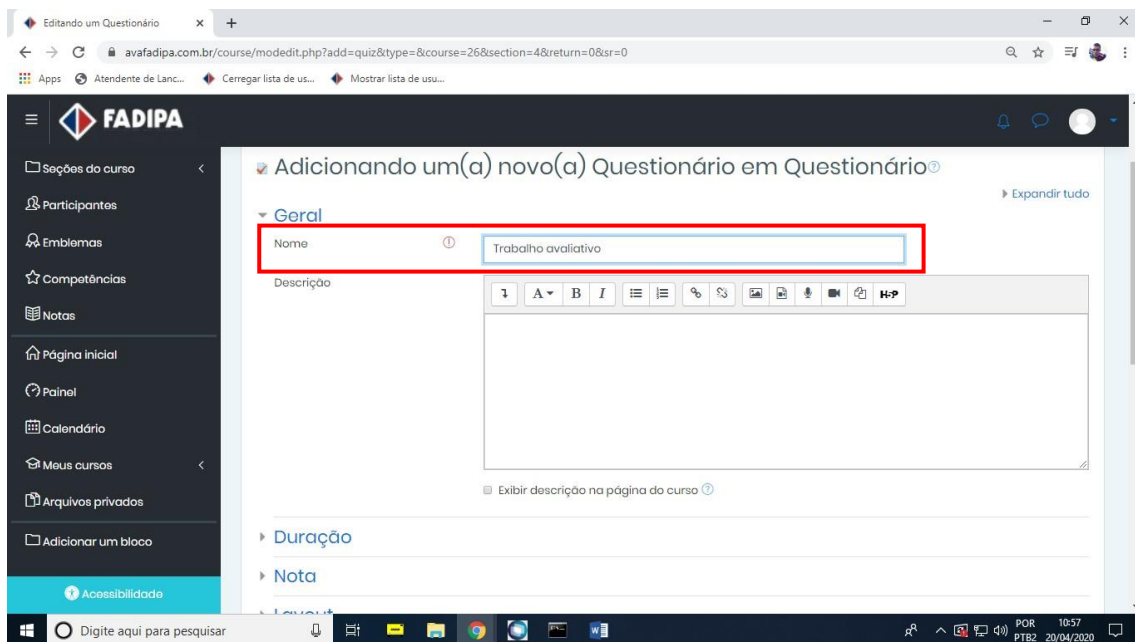 Editando um Questionário
avafadipa.com.br/course/modedit.php?add=quiz&type=&course=26&section=4&return=0&sr=0
Apps Atendente de Lanc... Cerregar lista de us... Mostrar lista de usu...
FADIPA
Seções do curso
Participantes
Emblemas
Competências
Notas
Página inicial
Painel
Calendário
Meus cursos
Arquivos privados
Adicionar um bloco
Acessibilidade
Adicionando um(a) novo(a) Questionário em Questionário
Expandir tudo
Geral
Nome
Trabalho avaliativo
Descrição
A B I H-P
Exibir descrição na página do curso
Duração
Nota
Layout
Digite aqui para pesquisar
POR 10:57
PTB2 20/04/2020